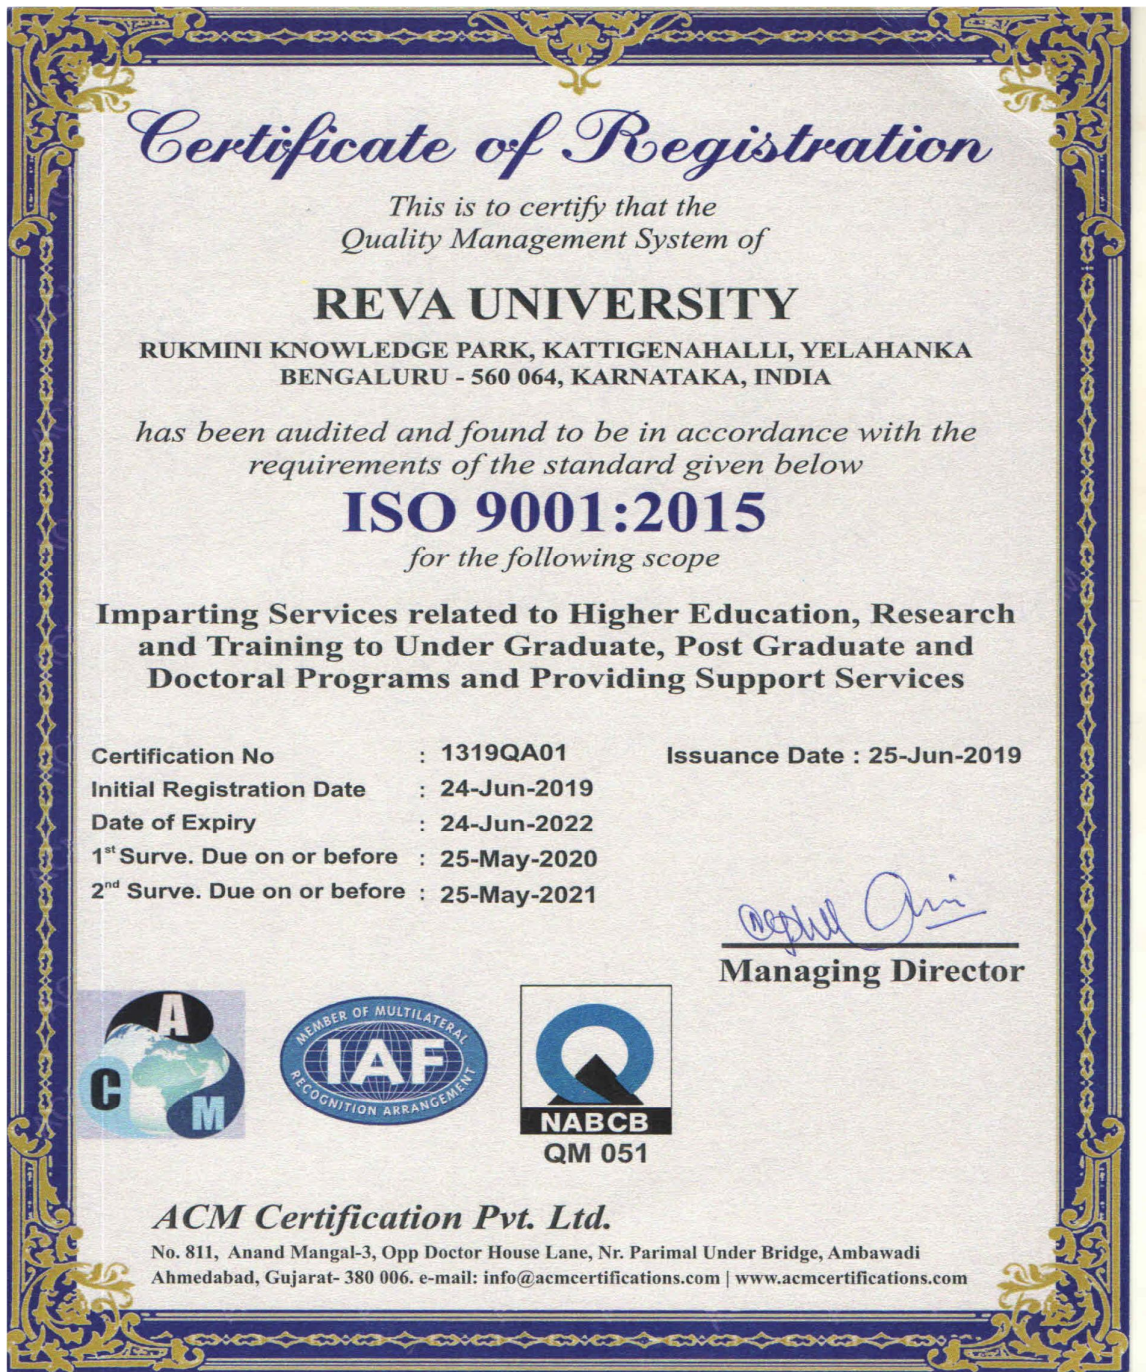 Certificate of Registration
This is to certify that the
Quality Management System of
REVA UNIVERSITY
RUKMINI KNOWLEDGE PARK, KATTIGENAHALLI, YELAHANKA
BENGALURU - 560 064, KARNATAKA, INDIA
has been audited and found to be in accordance with the
requirements of the standard given below
ISO 9001:2015
for the following scope
Imparting Services related to Higher Education, Research
and Training to Under Graduate, Post Graduate and
Doctoral Programs and Providing Support Services
Certification No : 1319QA01 Issuance Date : 25-Jun-2019
Initial Registration Date : 24-Jun-2019
Date of Expiry : 24-Jun-2022
1st Surve. Due on or before : 25-May-2020
2nd Surve. Due on or before : 25-May-2021
Managing Director
A
C
M
MEMBER OF MULTILATERAL
IAF
RECOGNITION ARRANGEMENT
NABCB
QM 051
ACM Certification Pvt. Ltd.
No. 811, Anand Mangal-3, Opp Doctor House Lane, Nr. Parimal Under Bridge, Ambawadi
Ahmedabad, Gujarat- 380 006. e-mail: info@acmcertifications.com | www.acmcertifications.com